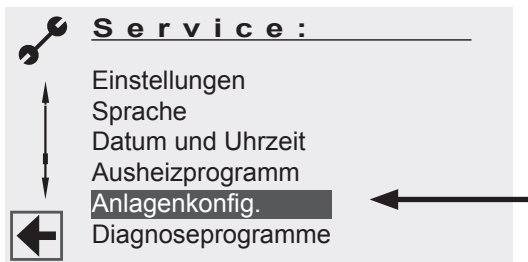 Service:
Einstellungen
Sprache
Datum und Uhrzeit
Ausheizprogramm
Anlagenkonfig.
Diagnoseprogramme